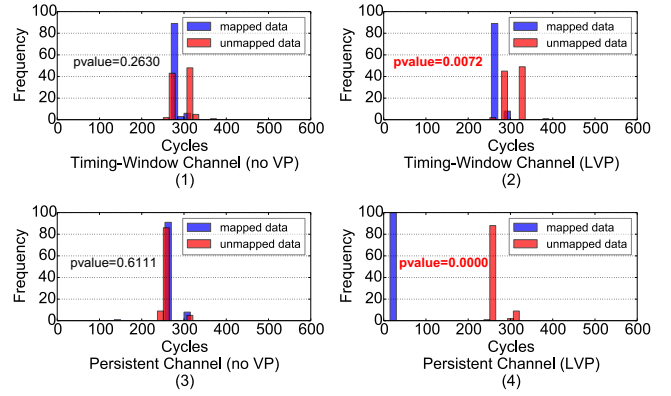 100
80
60
40
20
0
Frequency
mapped data
unmapped data
pvalue=0.2630
0 100 200 300 400 500 600
Cycles
Timing-Window Channel (no VP)
(1)
100
80
60
40
20
0
Frequency
mapped data
unmapped data
pvalue=0.0072
0 100 200 300 400 500 600
Cycles
Timing-Window Channel (LVP)
(2)
100
80
60
40
20
0
Frequency
mapped data
unmapped data
pvalue=0.6111
0 100 200 300 400 500 600
Cycles
Persistent Channel (no VP)
(3)
100
80
60
40
20
0
Frequency
mapped data
unmapped data
pvalue=0.0000
0 100 200 300 400 500 600
Cycles
Persistent Channel (LVP)
(4)